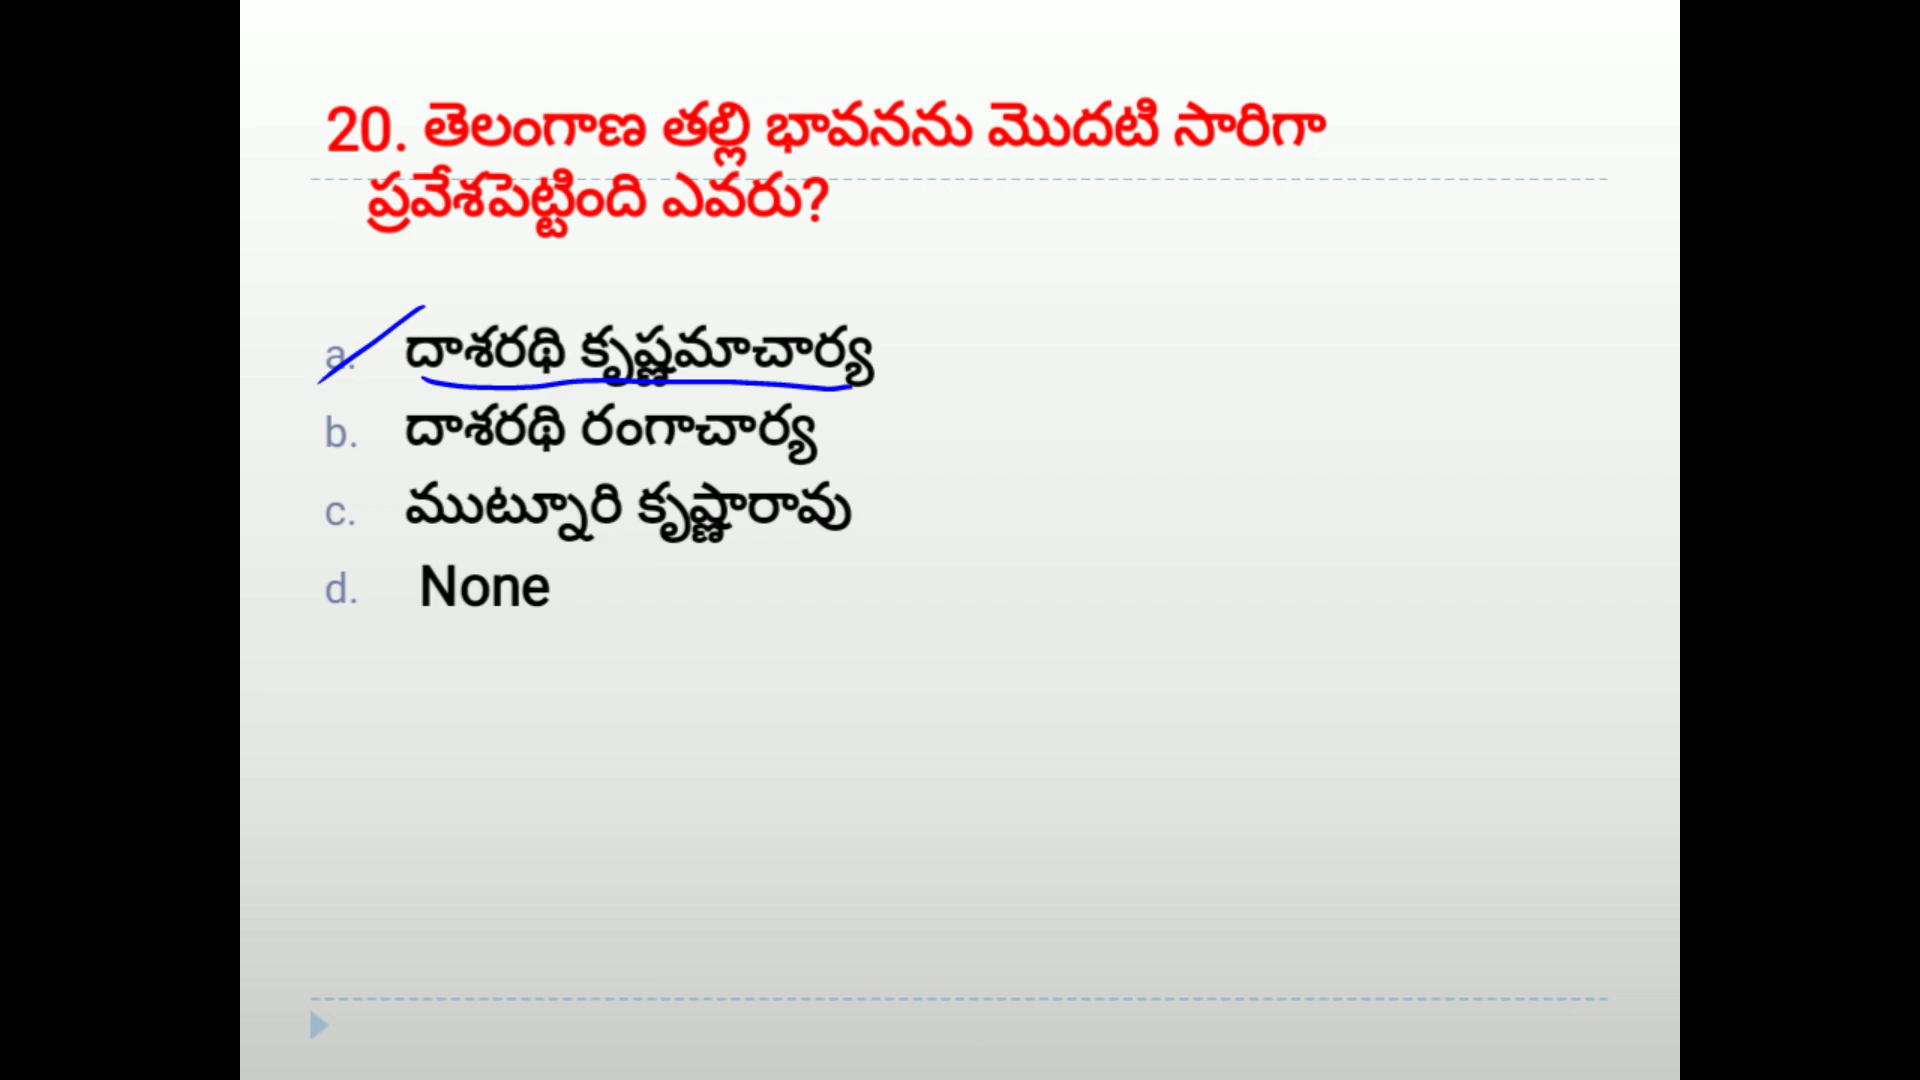 20. తెలంగాణ తల్లి భావనను మొదటి సారిగా
ప్రవేశపెట్టింది ఎవరు?
a. దాశరథి కృష్ణమాచార్య
b. దాశరథి రంగాచార్య
c. ముట్నూరి కృష్ణారావు
d. None